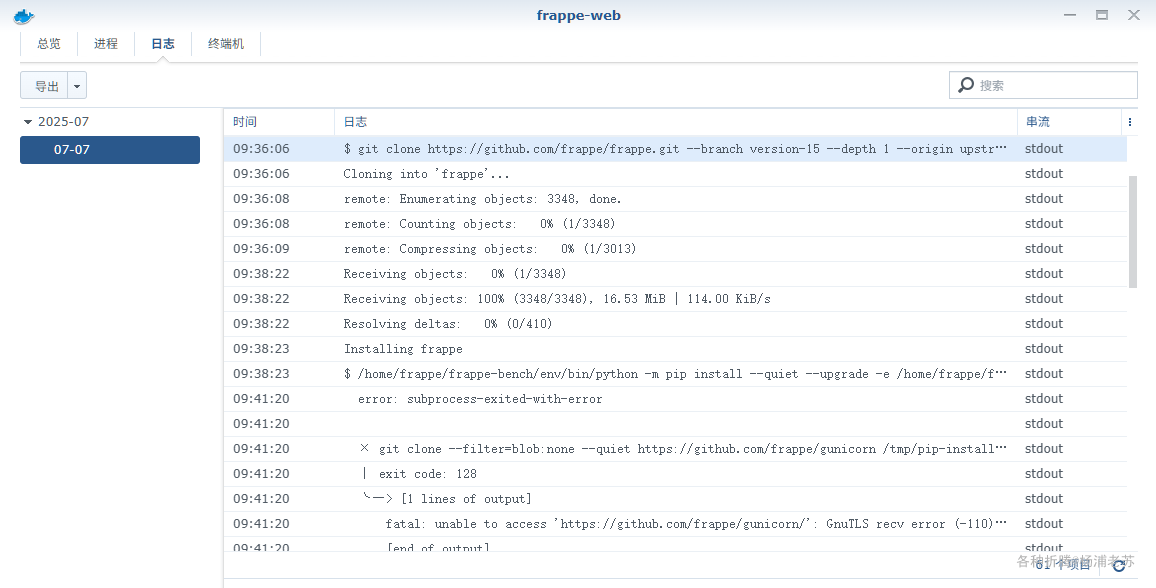 frappe-web
总览 进程 日志 终端机
导出 搜索
2025-07
07-07
时间 日志 串流
09:36:06 $ git clone https://github.com/frappe/frappe.git --branch version-15 --depth 1 --origin upstr··· stdout
09:36:06 Cloning into 'frappe'... stdout
09:36:08 remote: Enumerating objects: 3348, done. stdout
09:36:08 remote: Counting objects: 0% (1/3348) stdout
09:36:09 remote: Compressing objects: 0% (1/3013) stdout
09:38:22 Receiving objects: 0% (1/3348) stdout
09:38:22 Receiving objects: 100% (3348/3348), 16.53 MiB | 114.00 KiB/s stdout
09:38:22 Resolving deltas: 0% (0/410) stdout
09:38:23 Installing frappe stdout
09:38:23 $ /home/frappe/frappe-bench/env/bin/python -m pip install --quiet --upgrade -e /home/frappe/f··· stdout
09:41:20 error: subprocess-exited-with-error stdout
09:41:20 stdout
09:41:20 × git clone --filter=blob:none --quiet https://github.com/frappe/gunicorn /tmp/pip-install··· stdout
09:41:20 │ exit code: 128 stdout
09:41:20 ╰─> [1 lines of output] stdout
09:41:20 fatal: unable to access 'https://github.com/frappe/gunicorn/': GnuTLS recv error (-110)··· stdout
09:41:20 [end of output] stdout
61 个项目
各种折腾@杨浦老苏